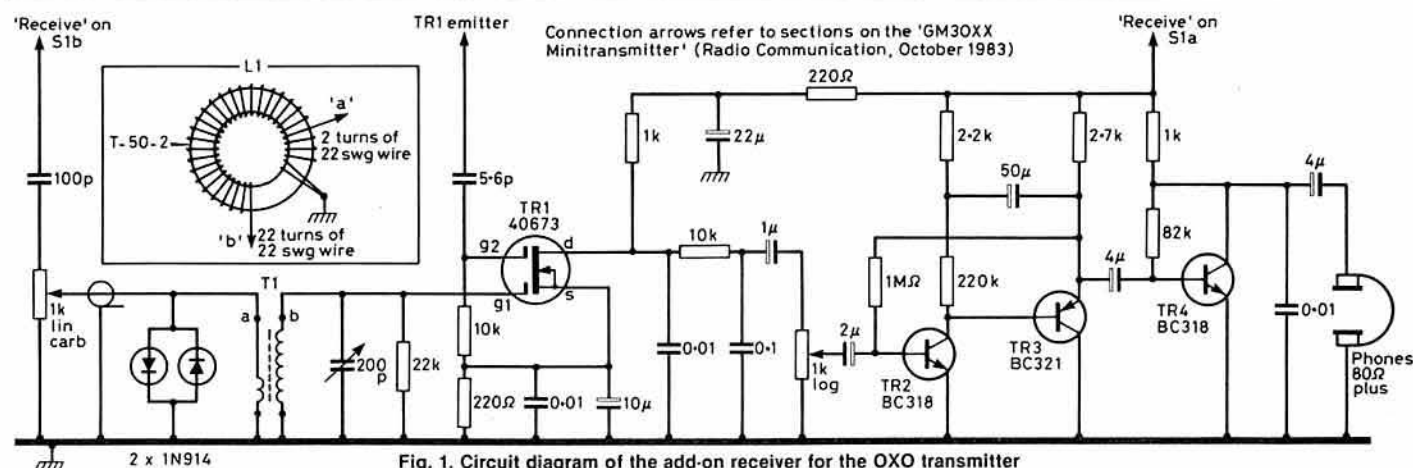 'Receive' on
S1b
TR1 emitter
Connection arrows refer to sections on the 'GM3OXX
Minitransmitter' (Radio Communication, October 1983)
'Receive' on
S1a
L1
'a'
2 turns of
22 swg wire
T-50-2
'b'
22 turns of
22 swg wire
100p
5·6p
1k
22μ
220Ω
2·2k
2·7k
1k
4μ
50μ
TR1
40673
g2
d
g1
s
10k
1μ
1MΩ
220k
4μ
82k
T1
a
b
1k
lin
carb
200
p
22k
10k
220Ω
0·01
10μ
0·01
0·1
1k
log
2μ
TR2
BC318
TR3
BC321
TR4
BC318
0·01
Phones
80Ω
plus
2 x 1N914
Fig. 1. Circuit diagram of the add-on receiver for the OXO transmitter